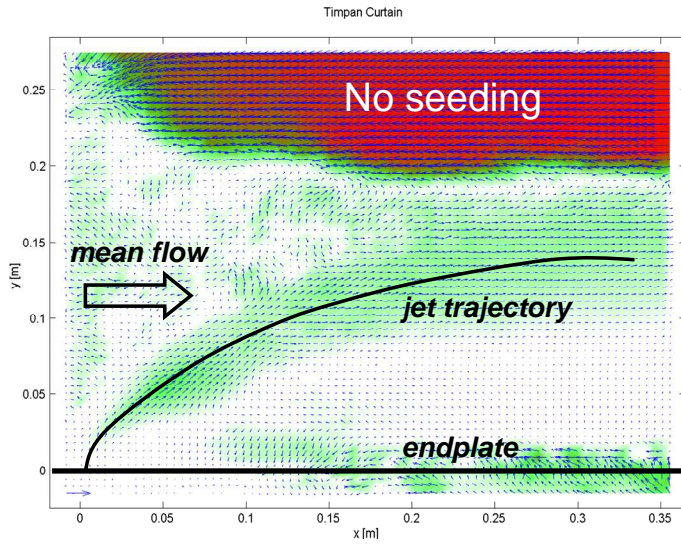 Timpan Curtain
No seeding
mean flow
jet trajectory
endplate
y [m]
0.25
0.2
0.15
0.1
0.05
0
0 0.05 0.1 0.15 0.2 0.25 0.3 0.35
x [m]